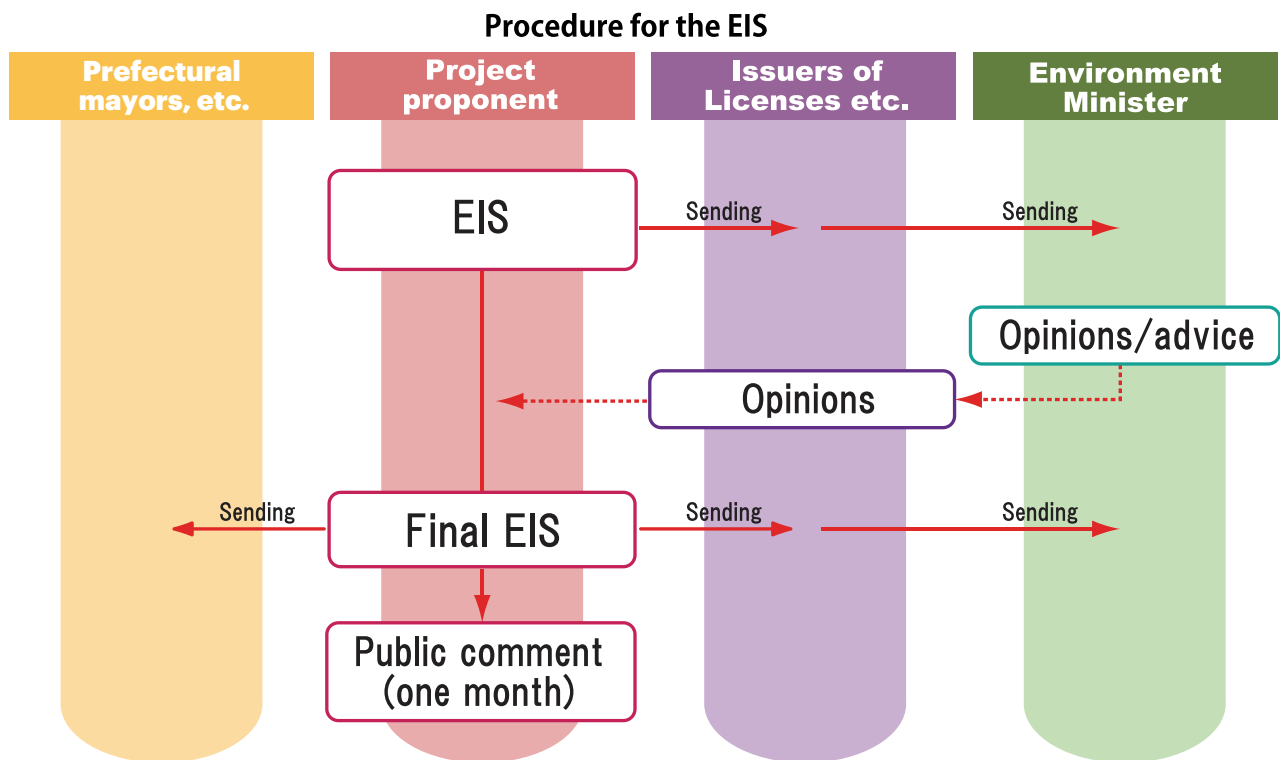 Procedure for the EIS
Prefectural
mayors, etc.
Project
proponent
Issuers of
Licenses etc.
Environment
Minister
EIS
Sending
Sending
Opinions/advice
Opinions
Sending
Final EIS
Sending
Sending
Public comment
(one month)